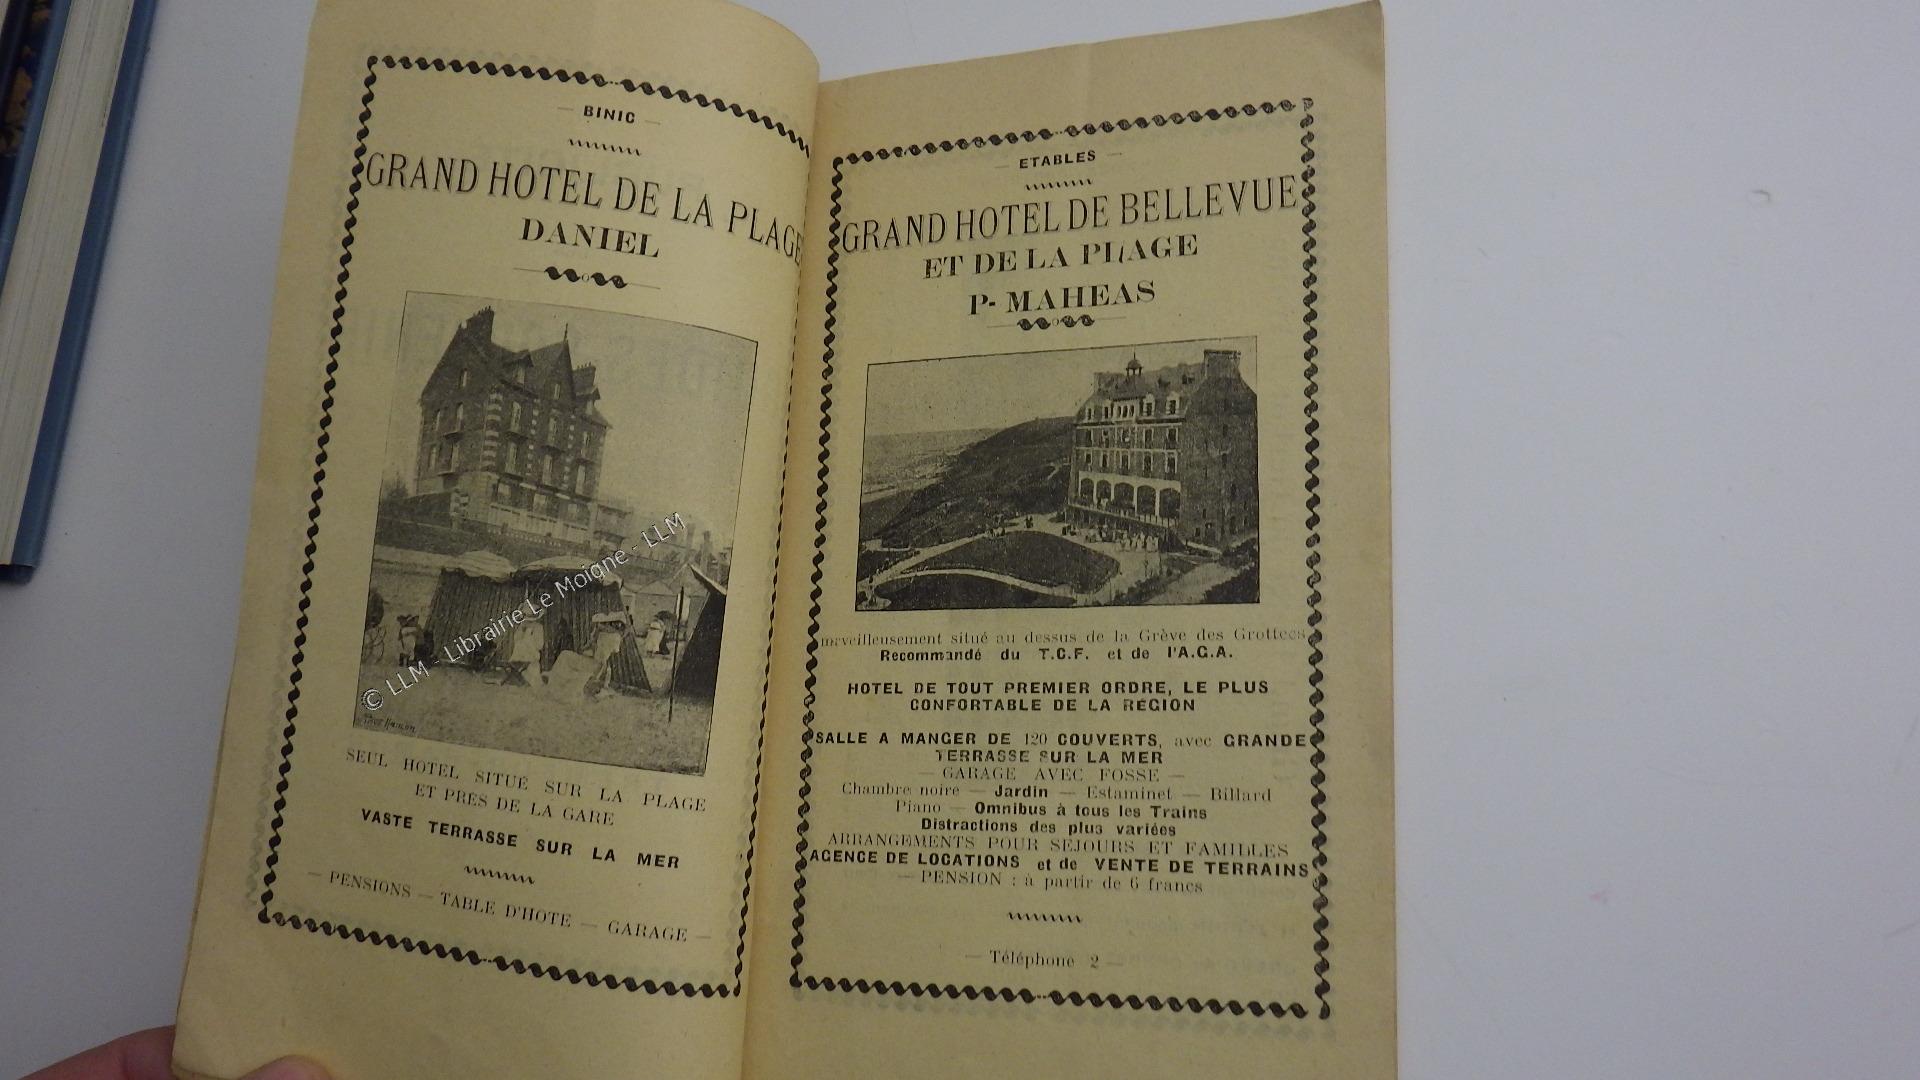 BINIC
GRAND HOTEL DE LA PLAGE
DANIEL
© LLM - Librairie Le Moigne - LLM
SEUL HOTEL SITUÉ SUR LA PLAGE
ET PRÈS DE LA GARE
VASTE TERRASSE SUR LA MER
— PENSIONS — TABLE D'HOTE — GARAGE —
— ETABLES —
GRAND HOTEL DE BELLEVUE
ET DE LA PLAGE
P. MAHEAS
merveilleusement situé au dessus de la Grève des Grottees
Recommandé du T.C.F. et de l'A.G.A.
HOTEL DE TOUT PREMIER ORDRE, LE PLUS
CONFORTABLE DE LA RÉGION
SALLE A MANGER DE 120 COUVERTS, avec GRANDE
TERRASSE SUR LA MER
— GARAGE AVEC FOSSE —
Chambre noire — Jardin — Estaminet — Billard
Piano — Omnibus à tous les Trains
Distractions des plus variées
ARRANGEMENTS POUR SÉJOURS ET FAMILLES
AGENCE DE LOCATIONS et de VENTE DE TERRAINS
— PENSION : à partir de 6 francs
— Téléphone 2 —